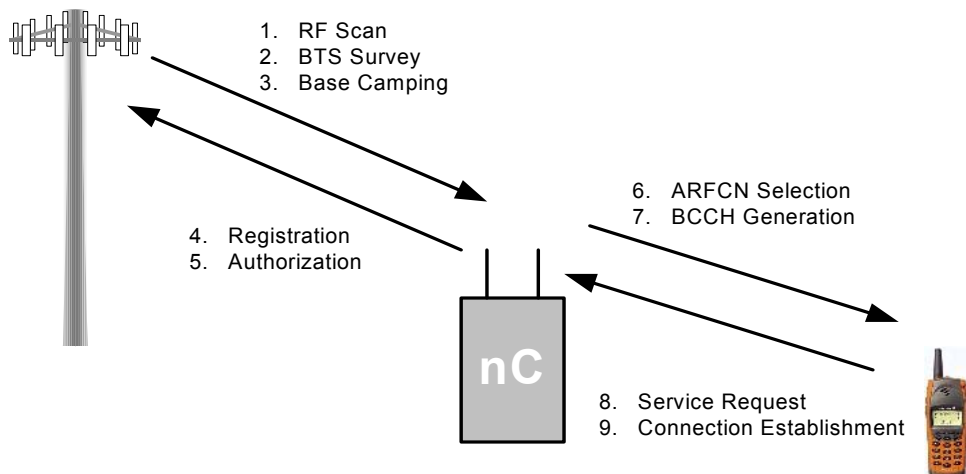 1. RF Scan
2. BTS Survey
3. Base Camping
4. Registration
5. Authorization
6. ARFCN Selection
7. BCCH Generation
nC
8. Service Request
9. Connection Establishment